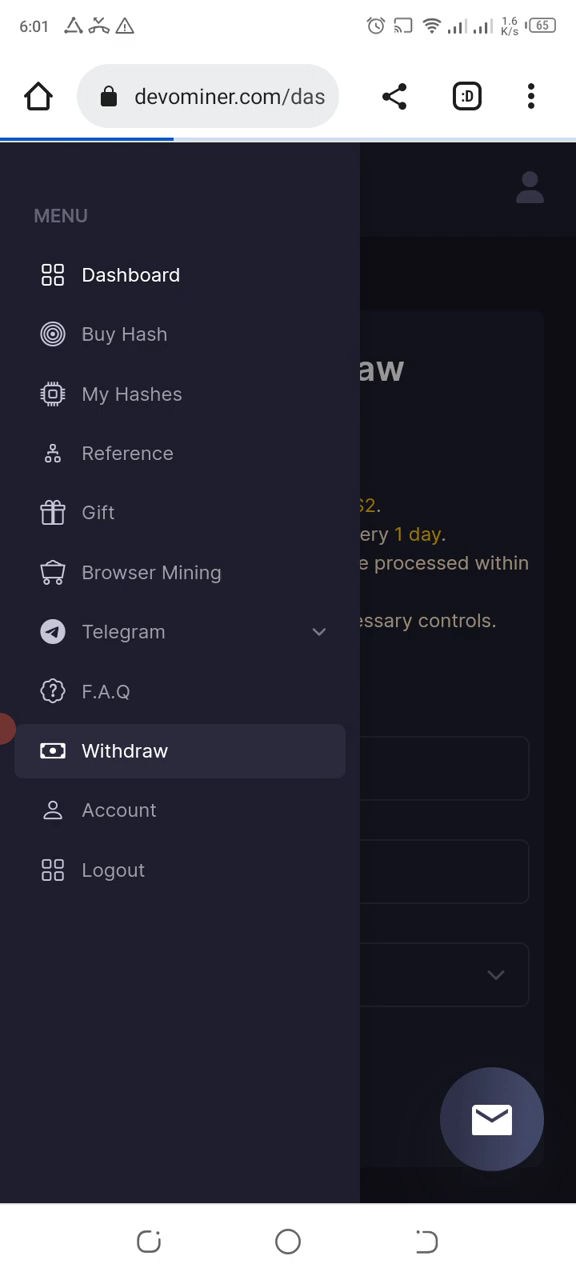 6:01
1.6
K/s
65
devominer.com/das
:D
MENU
Dashboard
Buy Hash
aw
My Hashes
Reference
Gift
$2.
ery 1 day.
e processed within
Browser Mining
essary controls.
Telegram
F.A.Q
Withdraw
Account
Logout